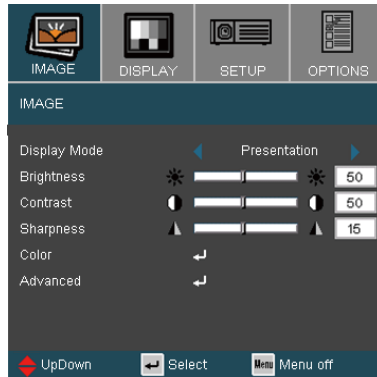 IMAGE DISPLAY SETUP OPTIONS
IMAGE
Display Mode Presentation
Brightness 50
Contrast 50
Sharpness 15
Color
Advanced
UpDown Select Menu Menu off